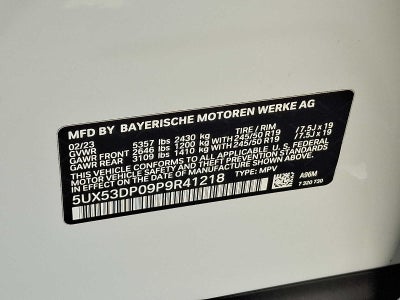 MFD BY BAYERISCHE MOTOREN WERKE AG
02/23 TIRE / RIM
GVWR 5357 lbs 2430 kg
GAWR FRONT 2646 lbs 1200 kg WITH 245/50 R19 /7.5J x 19
GAWR REAR 3109 lbs 1410 kg WITH 245/50 R19 /7.5J x 19
THIS VEHICLE CONFORMS TO ALL APPLICABLE U.S. FEDERAL
MOTOR VEHICLE SAFETY STANDARDS IN EFFECT ON THE DATE OF
MANUFACTURE SHOWN ABOVE.
5UX53DP09P9R41218 TYPE: MPV A96M
7 320 730